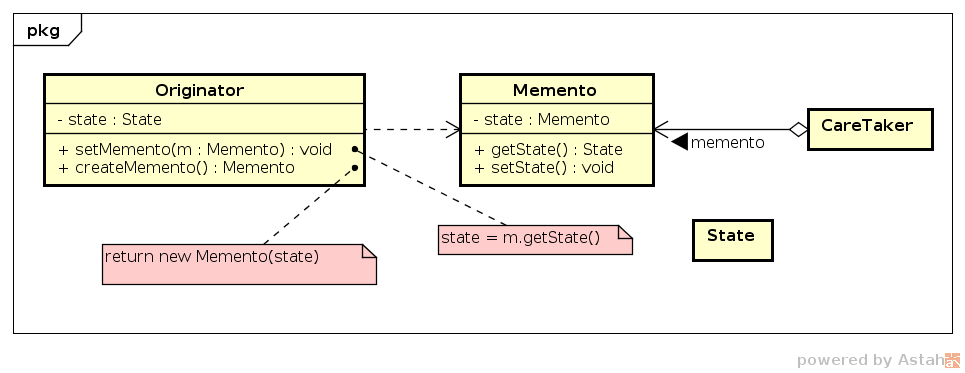 pkg
Originator
- state : State
+ setMemento(m : Memento) : void
+ createMemento() : Memento
Memento
- state : Memento
+ getState() : State
+ setState() : void
CareTaker
memento
State
state = m.getState()
return new Memento(state)
powered by Astah